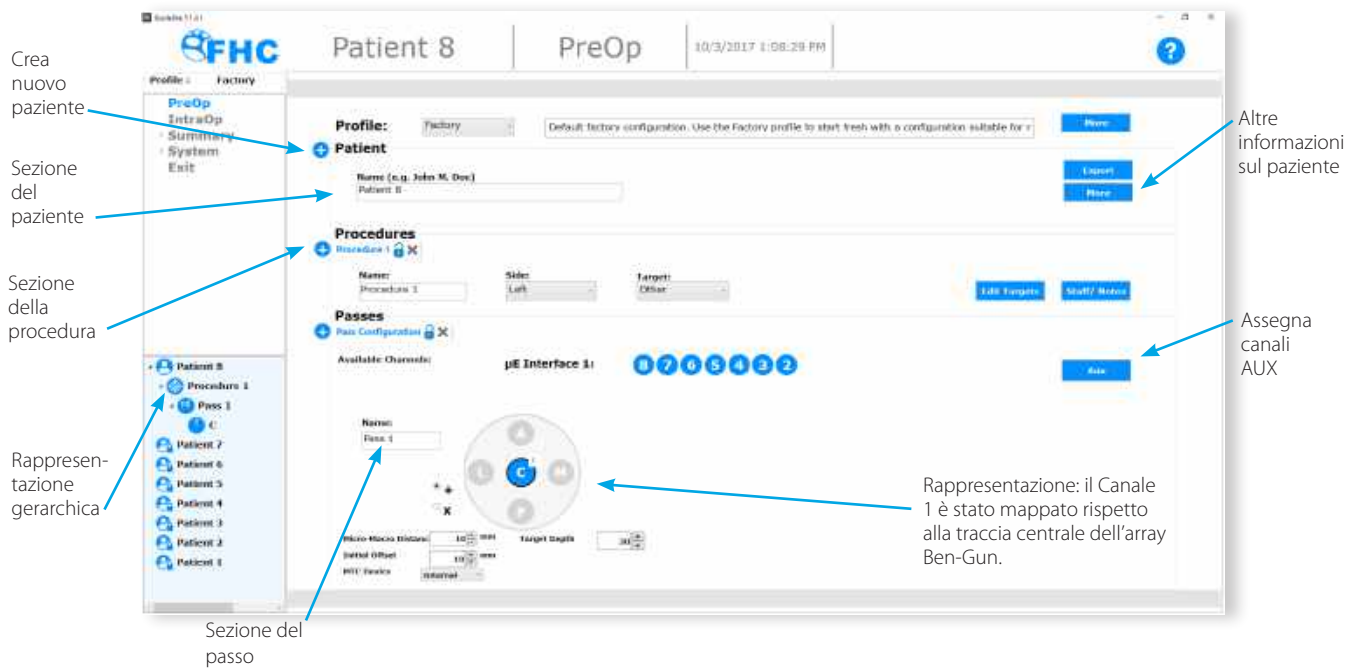 FHC
Patient 8
PreOp
10/3/2017 1:08:29 PM
?
Profile : Factory
PreOp
IntraOp
Summary
System
Exit
Profile:
Factory
Default factory configuration. Use the Factory profile to start fresh with a configuration suitable for
More
Patient
Name (e.g. John M. Doe)
Patient 8
Export
More
Procedures
Procedure 1
Name:
Side:
Target:
Procedure 1
Left
Other
Edit Targets
Staff/ Notes
Passes
Pass Configuration
Available Channels:
µE Interface 1:
8 7 6 5 4 3 2
Aux
Name:
Pass 1
A
L
C
M
P
Micro-Macro Distance
10
mm
Target Depth
30
Initial Offset
10
mm
MTC Device
Internal
Patient 8
Procedure 1
Pass 1
C
Patient 7
Patient 6
Patient 5
Patient 4
Patient 3
Patient 2
Patient 1
Crea
nuovo
paziente
Sezione
del
paziente
Sezione
della
procedura
Rappresen-
tazione
gerarchica
Sezione del
passo
Altre
informazioni
sul paziente
Assegna
canali
AUX
Rappresentazione: il Canale
1 è stato mappato rispetto
alla traccia centrale dell'array
Ben-Gun.